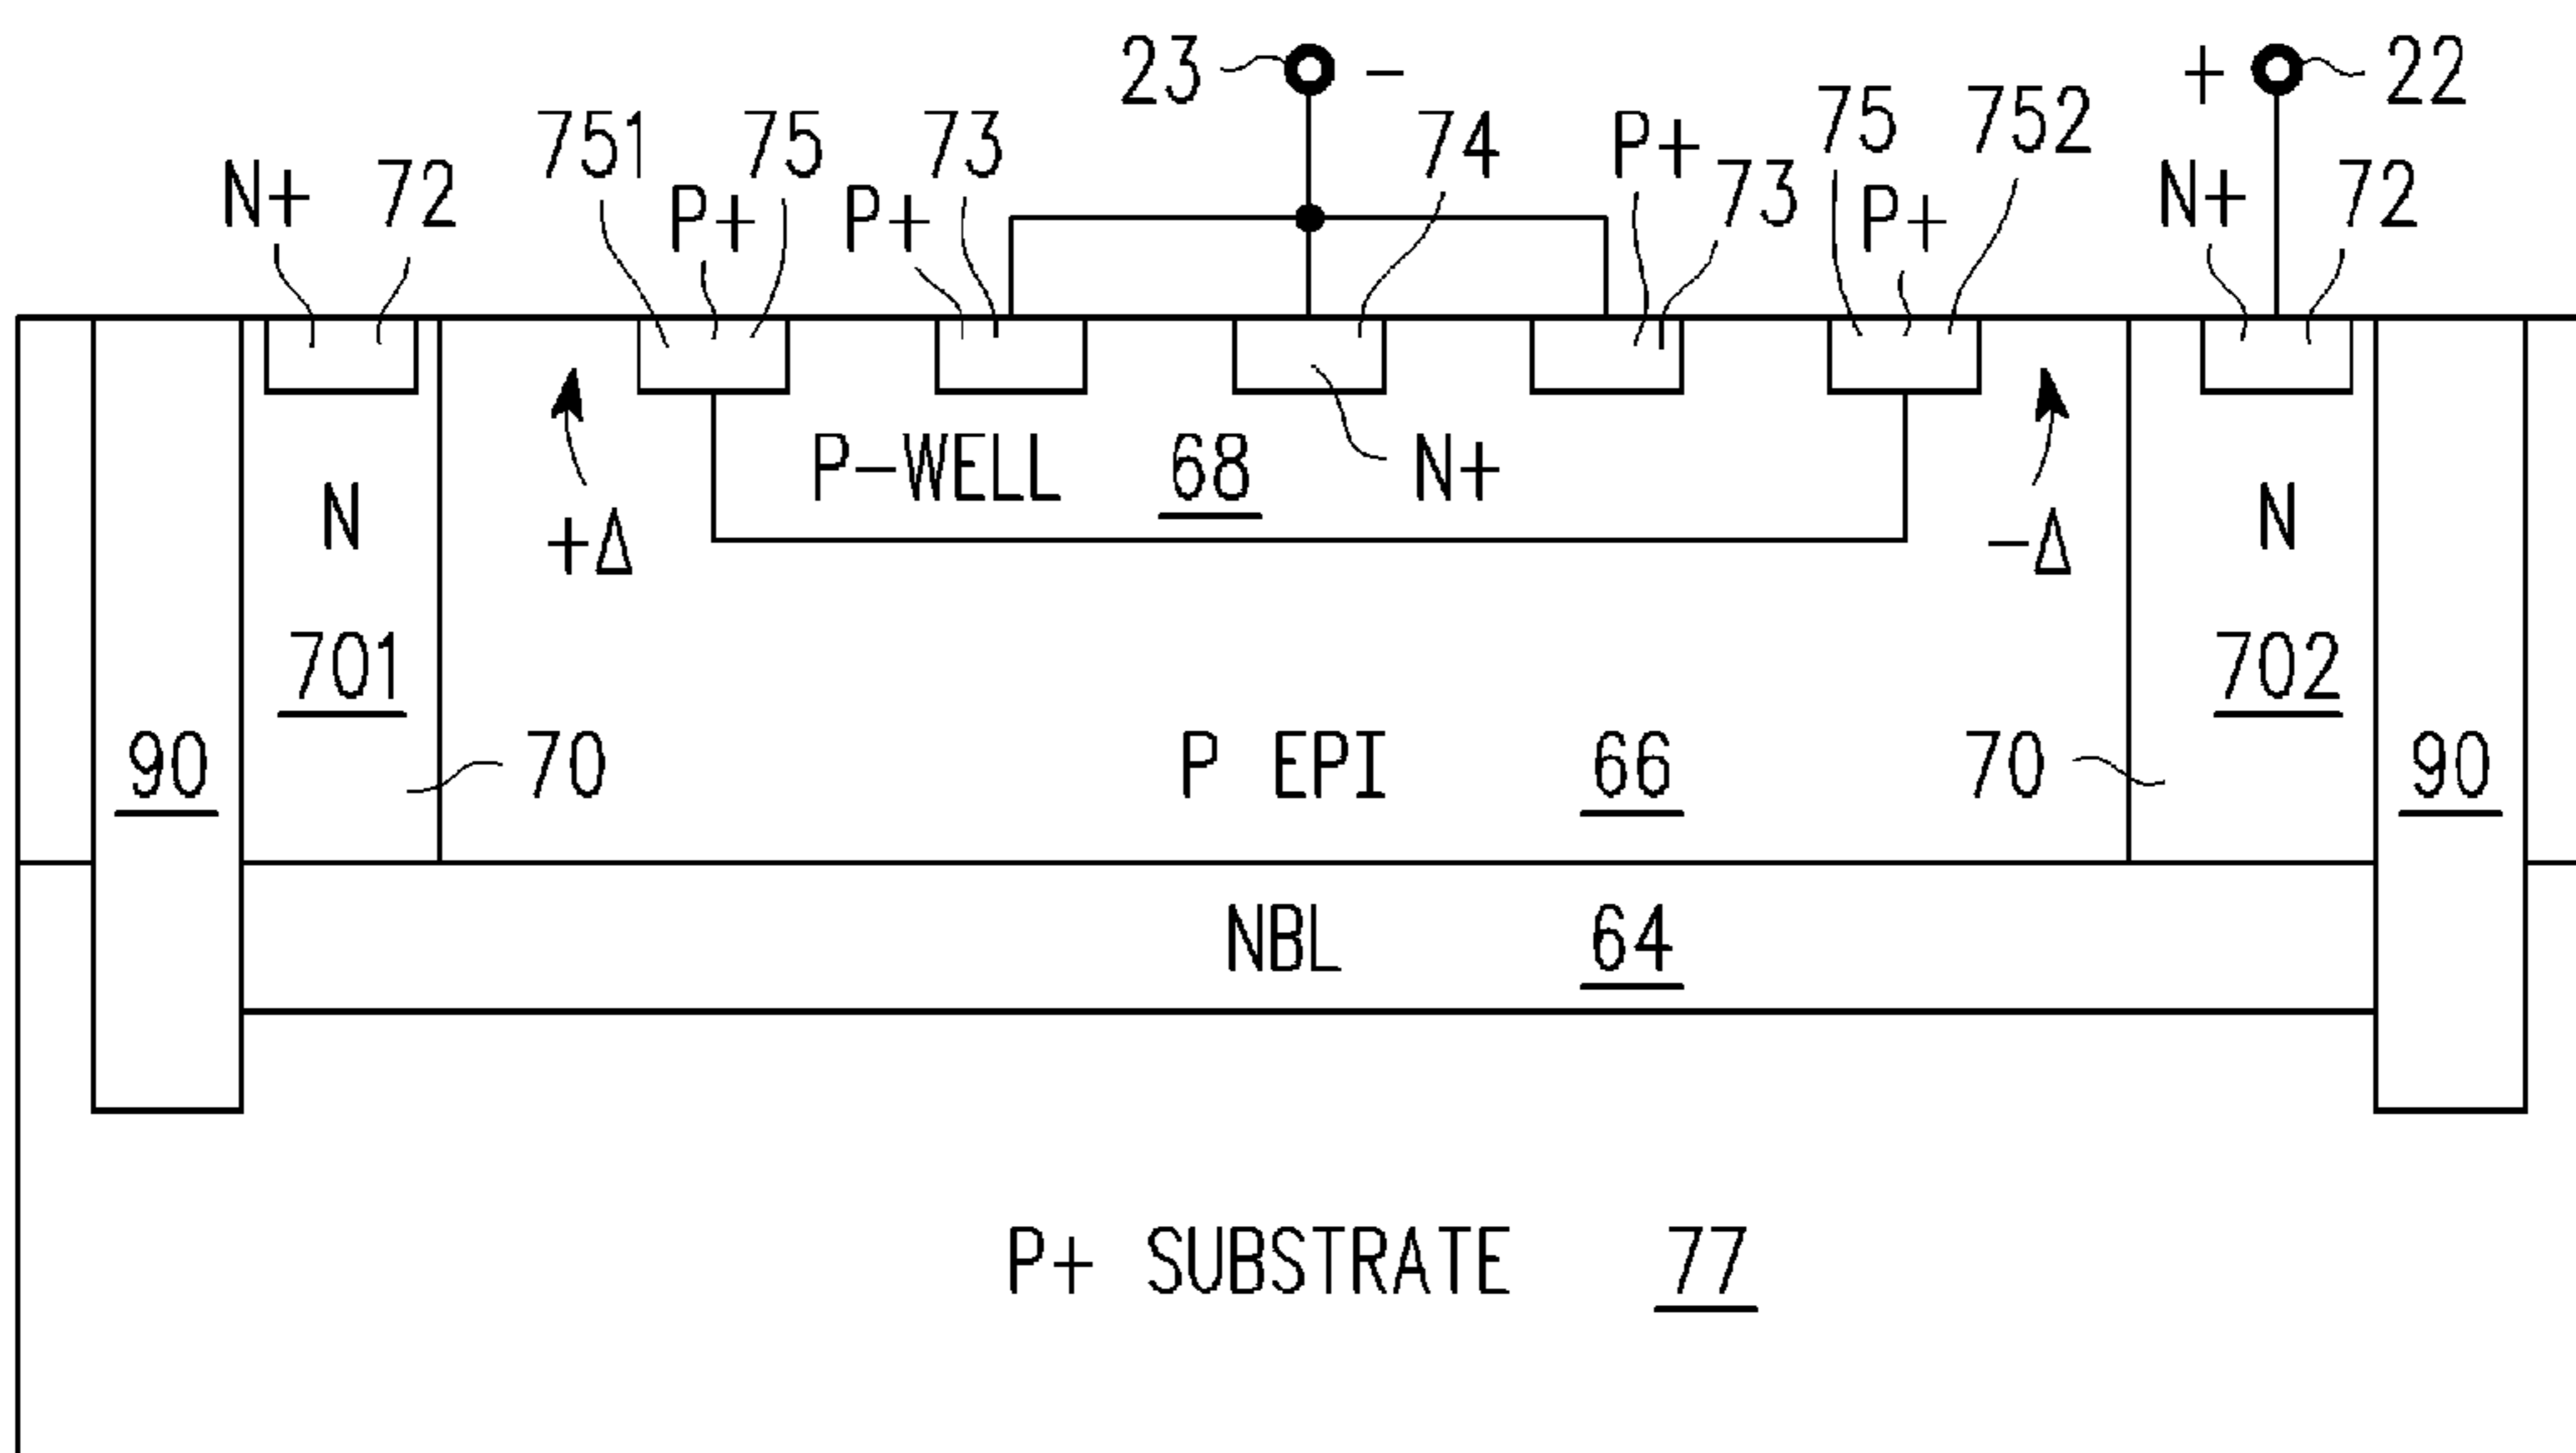 23 - + 22
751 75 73 74 P+ 75 752
N+ 72 P+ P+ 73 P+ N+ 72
P-WELL 68 N+
N +Δ -Δ N
701 702
90 70 P EPI 66 70 90
NBL 64
P+ SUBSTRATE 77